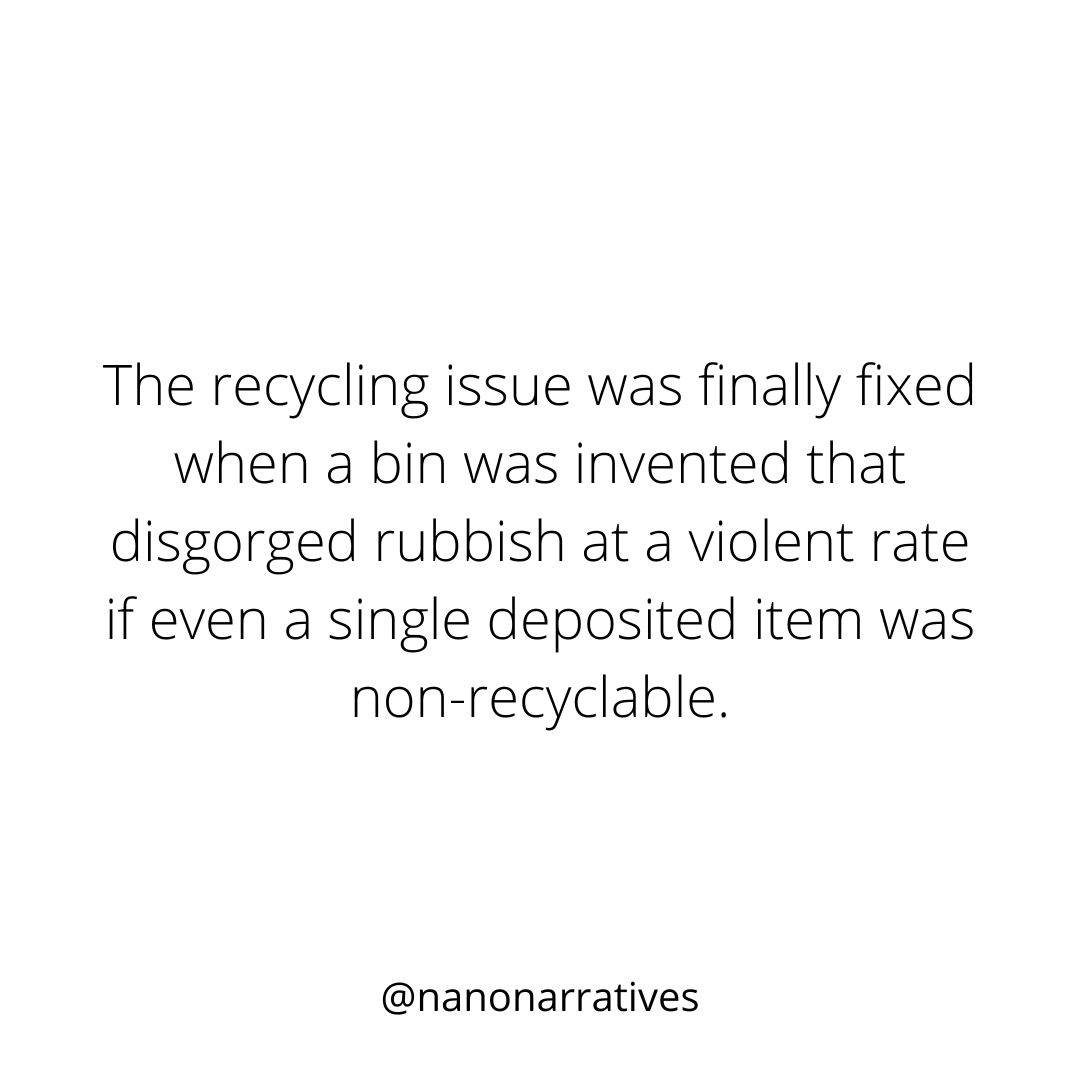 The recycling issue was finally fixed
when a bin was invented that
disgorged rubbish at a violent rate
if even a single deposited item was
non-recyclable.
@nanonarratives